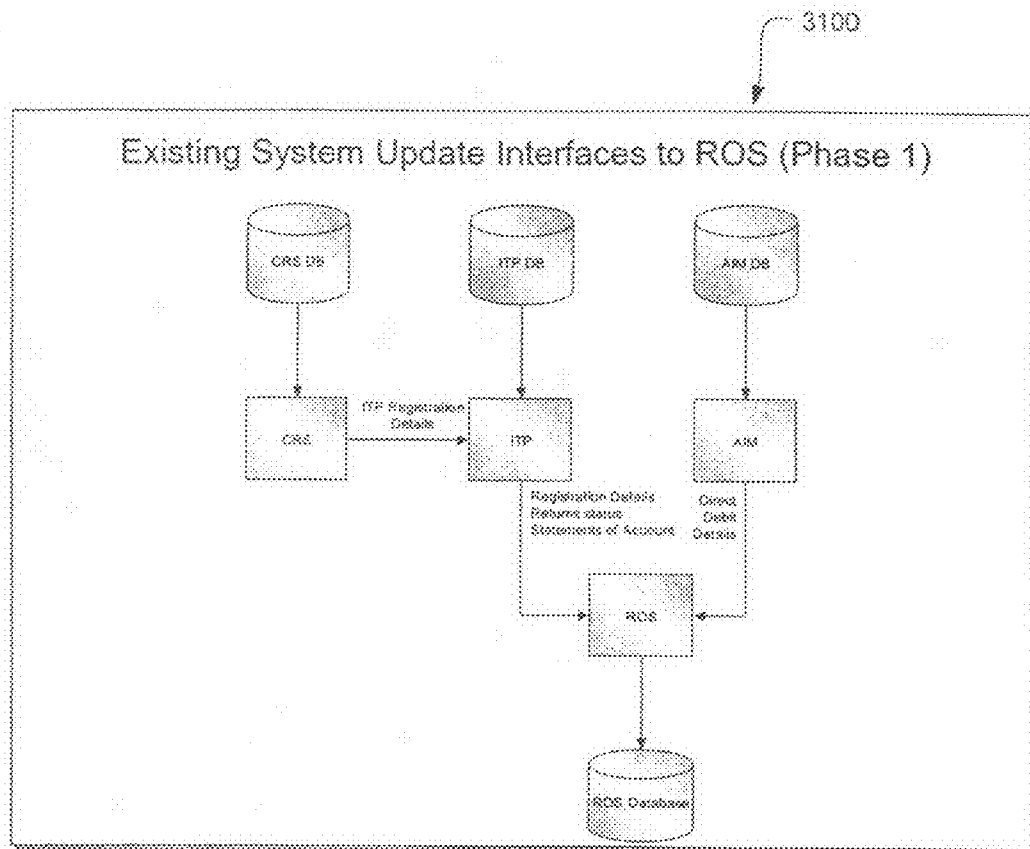 310D
Existing System Update Interfaces to ROS (Phase 1)
CRS DB
ITP DB
AIM DB
CRS
ITP Registration
Details
ITP
AIM
Registration Details
Returns status
Statements of Account
Direct
Debit
Details
ROS
ROS Database